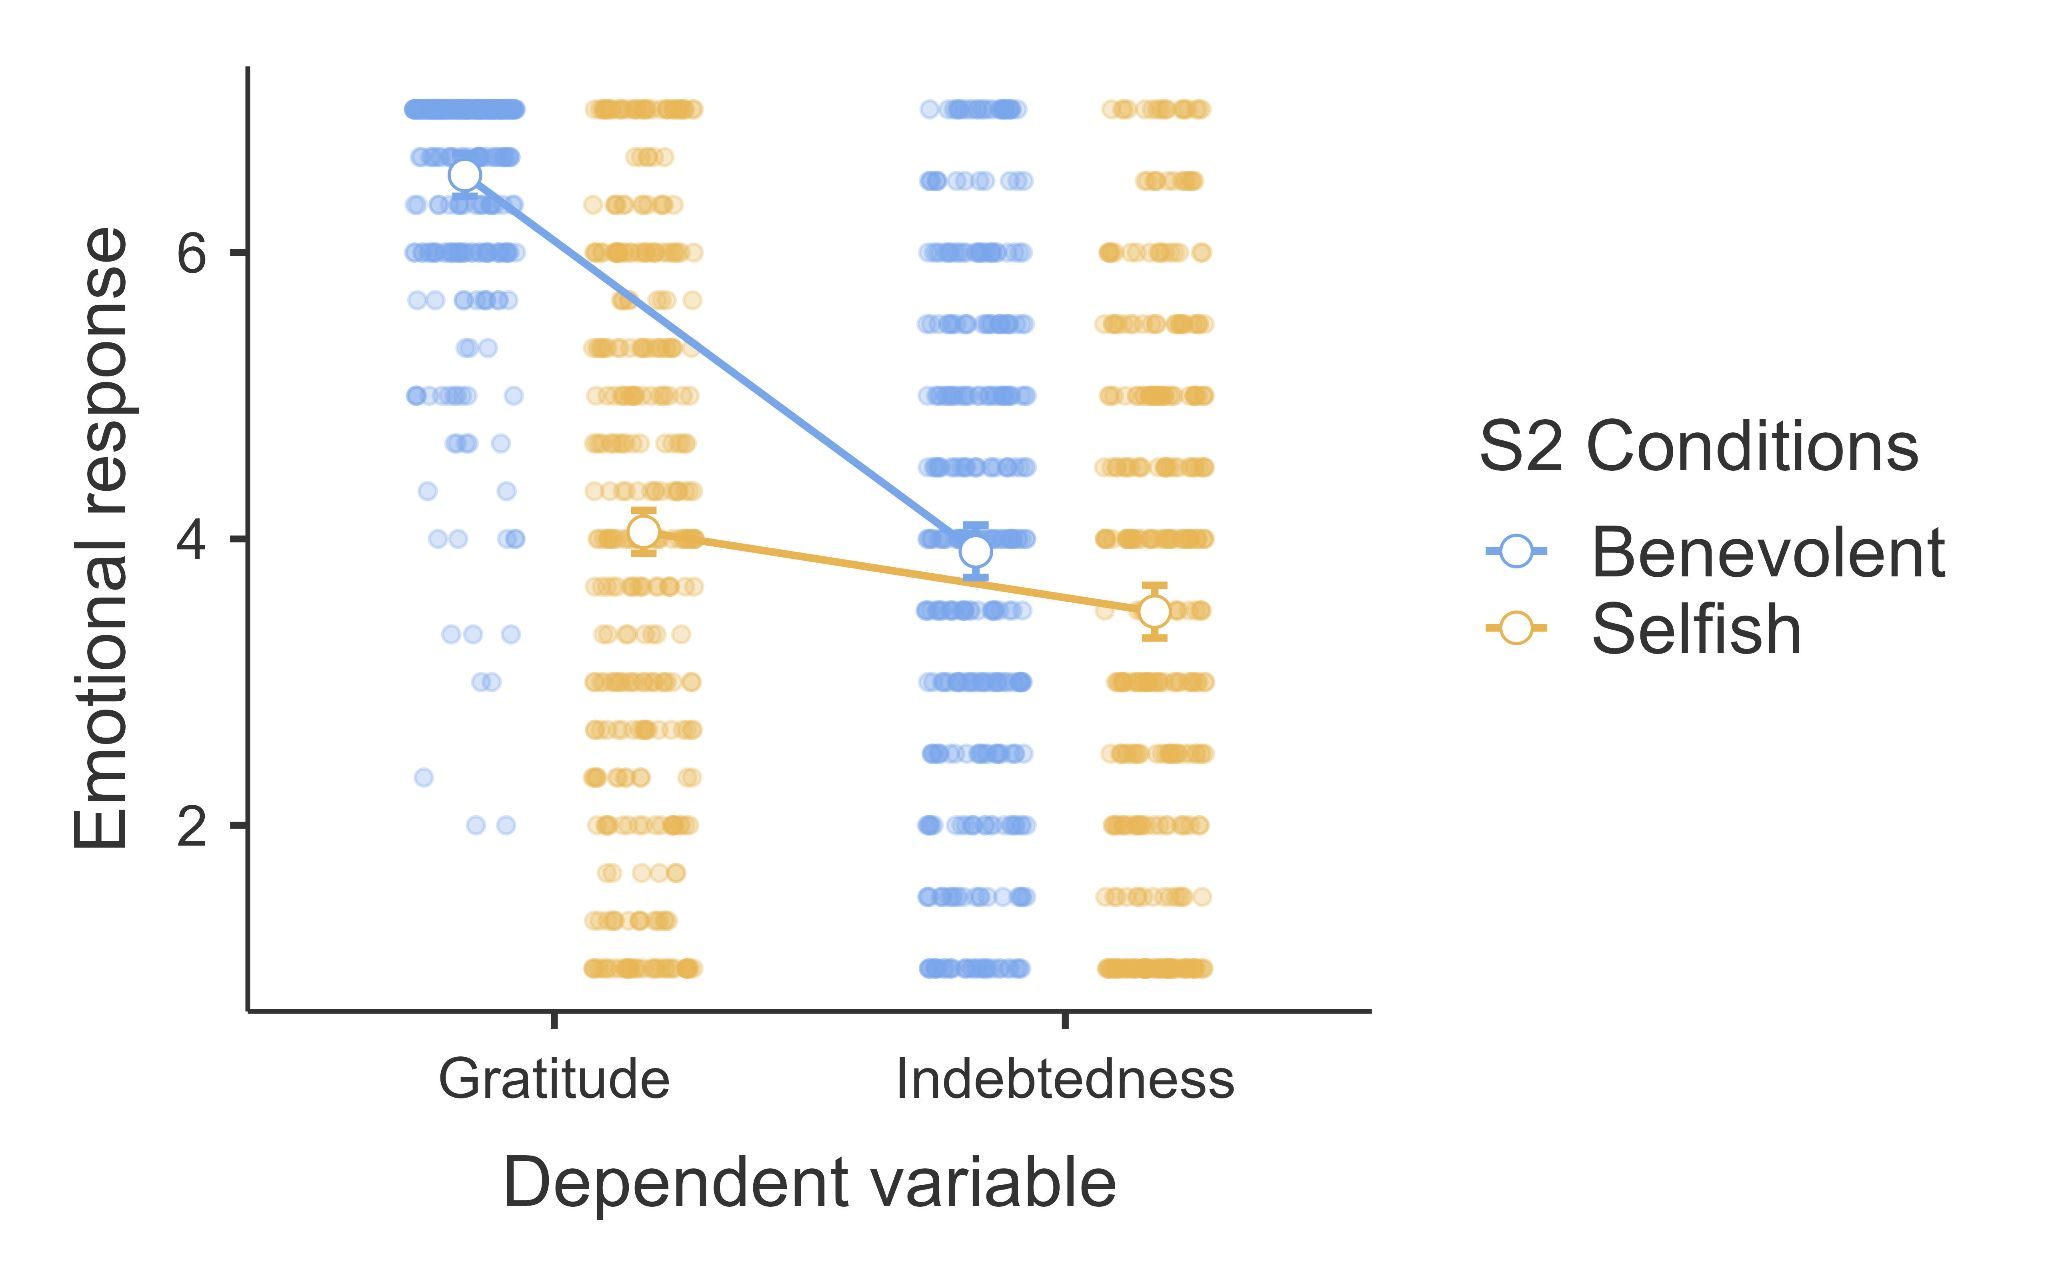 Emotional response
6
4
2
Gratitude
Indebtedness
Dependent variable
S2 Conditions
Benevolent
Selfish